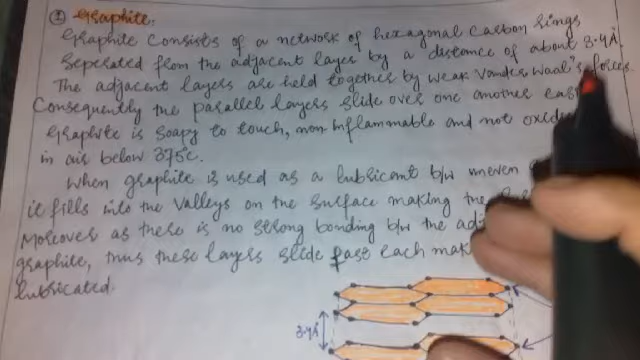 ① Graphite:
Graphite consists of a network of hexagonal carbon rings
seperated from the adjacent layer by a distance of about 3.4Å.
The adjacent layers are held together by weak Vander Waal's forces.
Consequently the parallel layers slide over one another
Graphite is soapy to touch, non-inflammable and not
in air below 375°c.
When graphite is used as a lubricant b/w uneven
it fills into the valleys on the surface making the
Moreover as there is no strong bonding b/w the
graphite, thus these layers slide past each
lubricated.
3.4Å